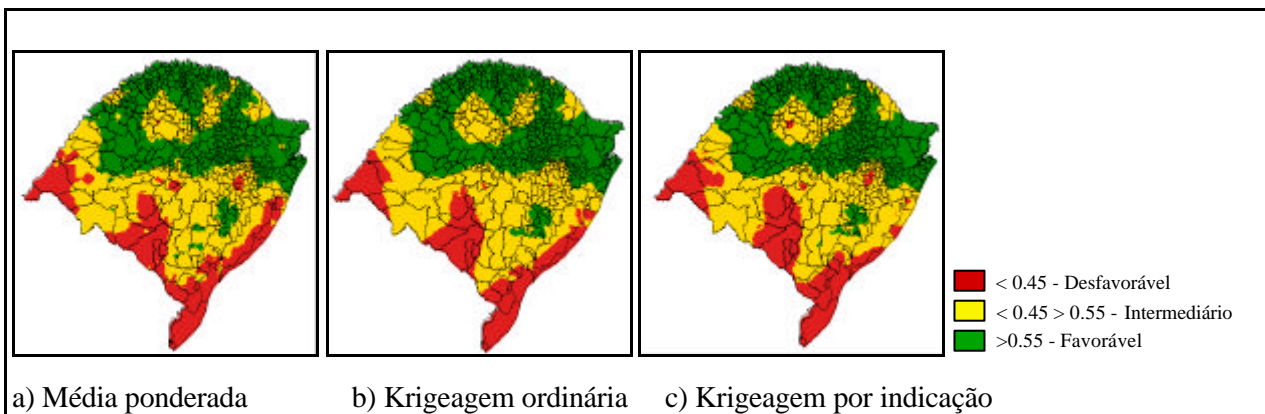 < 0.45 - Desfavorável
< 0.45 > 0.55 - Intermediário
>0.55 - Favorável
a) Média ponderada
b) Krigeagem ordinária
c) Krigeagem por indicação